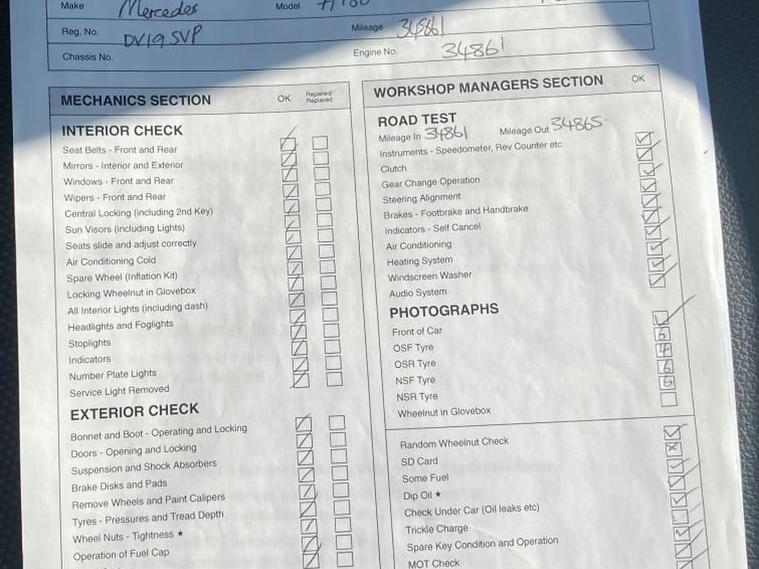 Make Mercedes Model A180
Reg. No. DV19 SVP Mileage 34861
Chassis No. Engine No. 34861
MECHANICS SECTION OK Repaired/ Replaced
INTERIOR CHECK
Seat Belts - Front and Rear
Mirrors - Interior and Exterior
Windows - Front and Rear
Wipers - Front and Rear
Central Locking (including 2nd Key)
Sun Visors (including Lights)
Seats slide and adjust correctly
Air Conditioning Cold
Spare Wheel (Inflation Kit)
Locking Wheelnut in Glovebox
All Interior Lights (including dash)
Headlights and Foglights
Stoplights
Indicators
Number Plate Lights
Service Light Removed
EXTERIOR CHECK
Bonnet and Boot - Operating and Locking
Doors - Opening and Locking
Suspension and Shock Absorbers
Brake Disks and Pads
Remove Wheels and Paint Calipers
Tyres - Pressures and Tread Depth
Wheel Nuts - Tightness ★
Operation of Fuel Cap
WORKSHOP MANAGERS SECTION OK
ROAD TEST
Mileage In 34861 Mileage Out 34865
Instruments - Speedometer, Rev Counter etc
Clutch
Gear Change Operation
Steering Alignment
Brakes - Footbrake and Handbrake
Indicators - Self Cancel
Air Conditioning
Heating System
Windscreen Washer
Audio System
PHOTOGRAPHS
Front of Car
OSF Tyre 5
OSR Tyre 4
NSF Tyre 6
NSR Tyre 6
Wheelnut in Glovebox
Random Wheelnut Check
SD Card
Some Fuel
Dip Oil ★
Check Under Car (Oil leaks etc)
Trickle Charge
Spare Key Condition and Operation
MOT Check